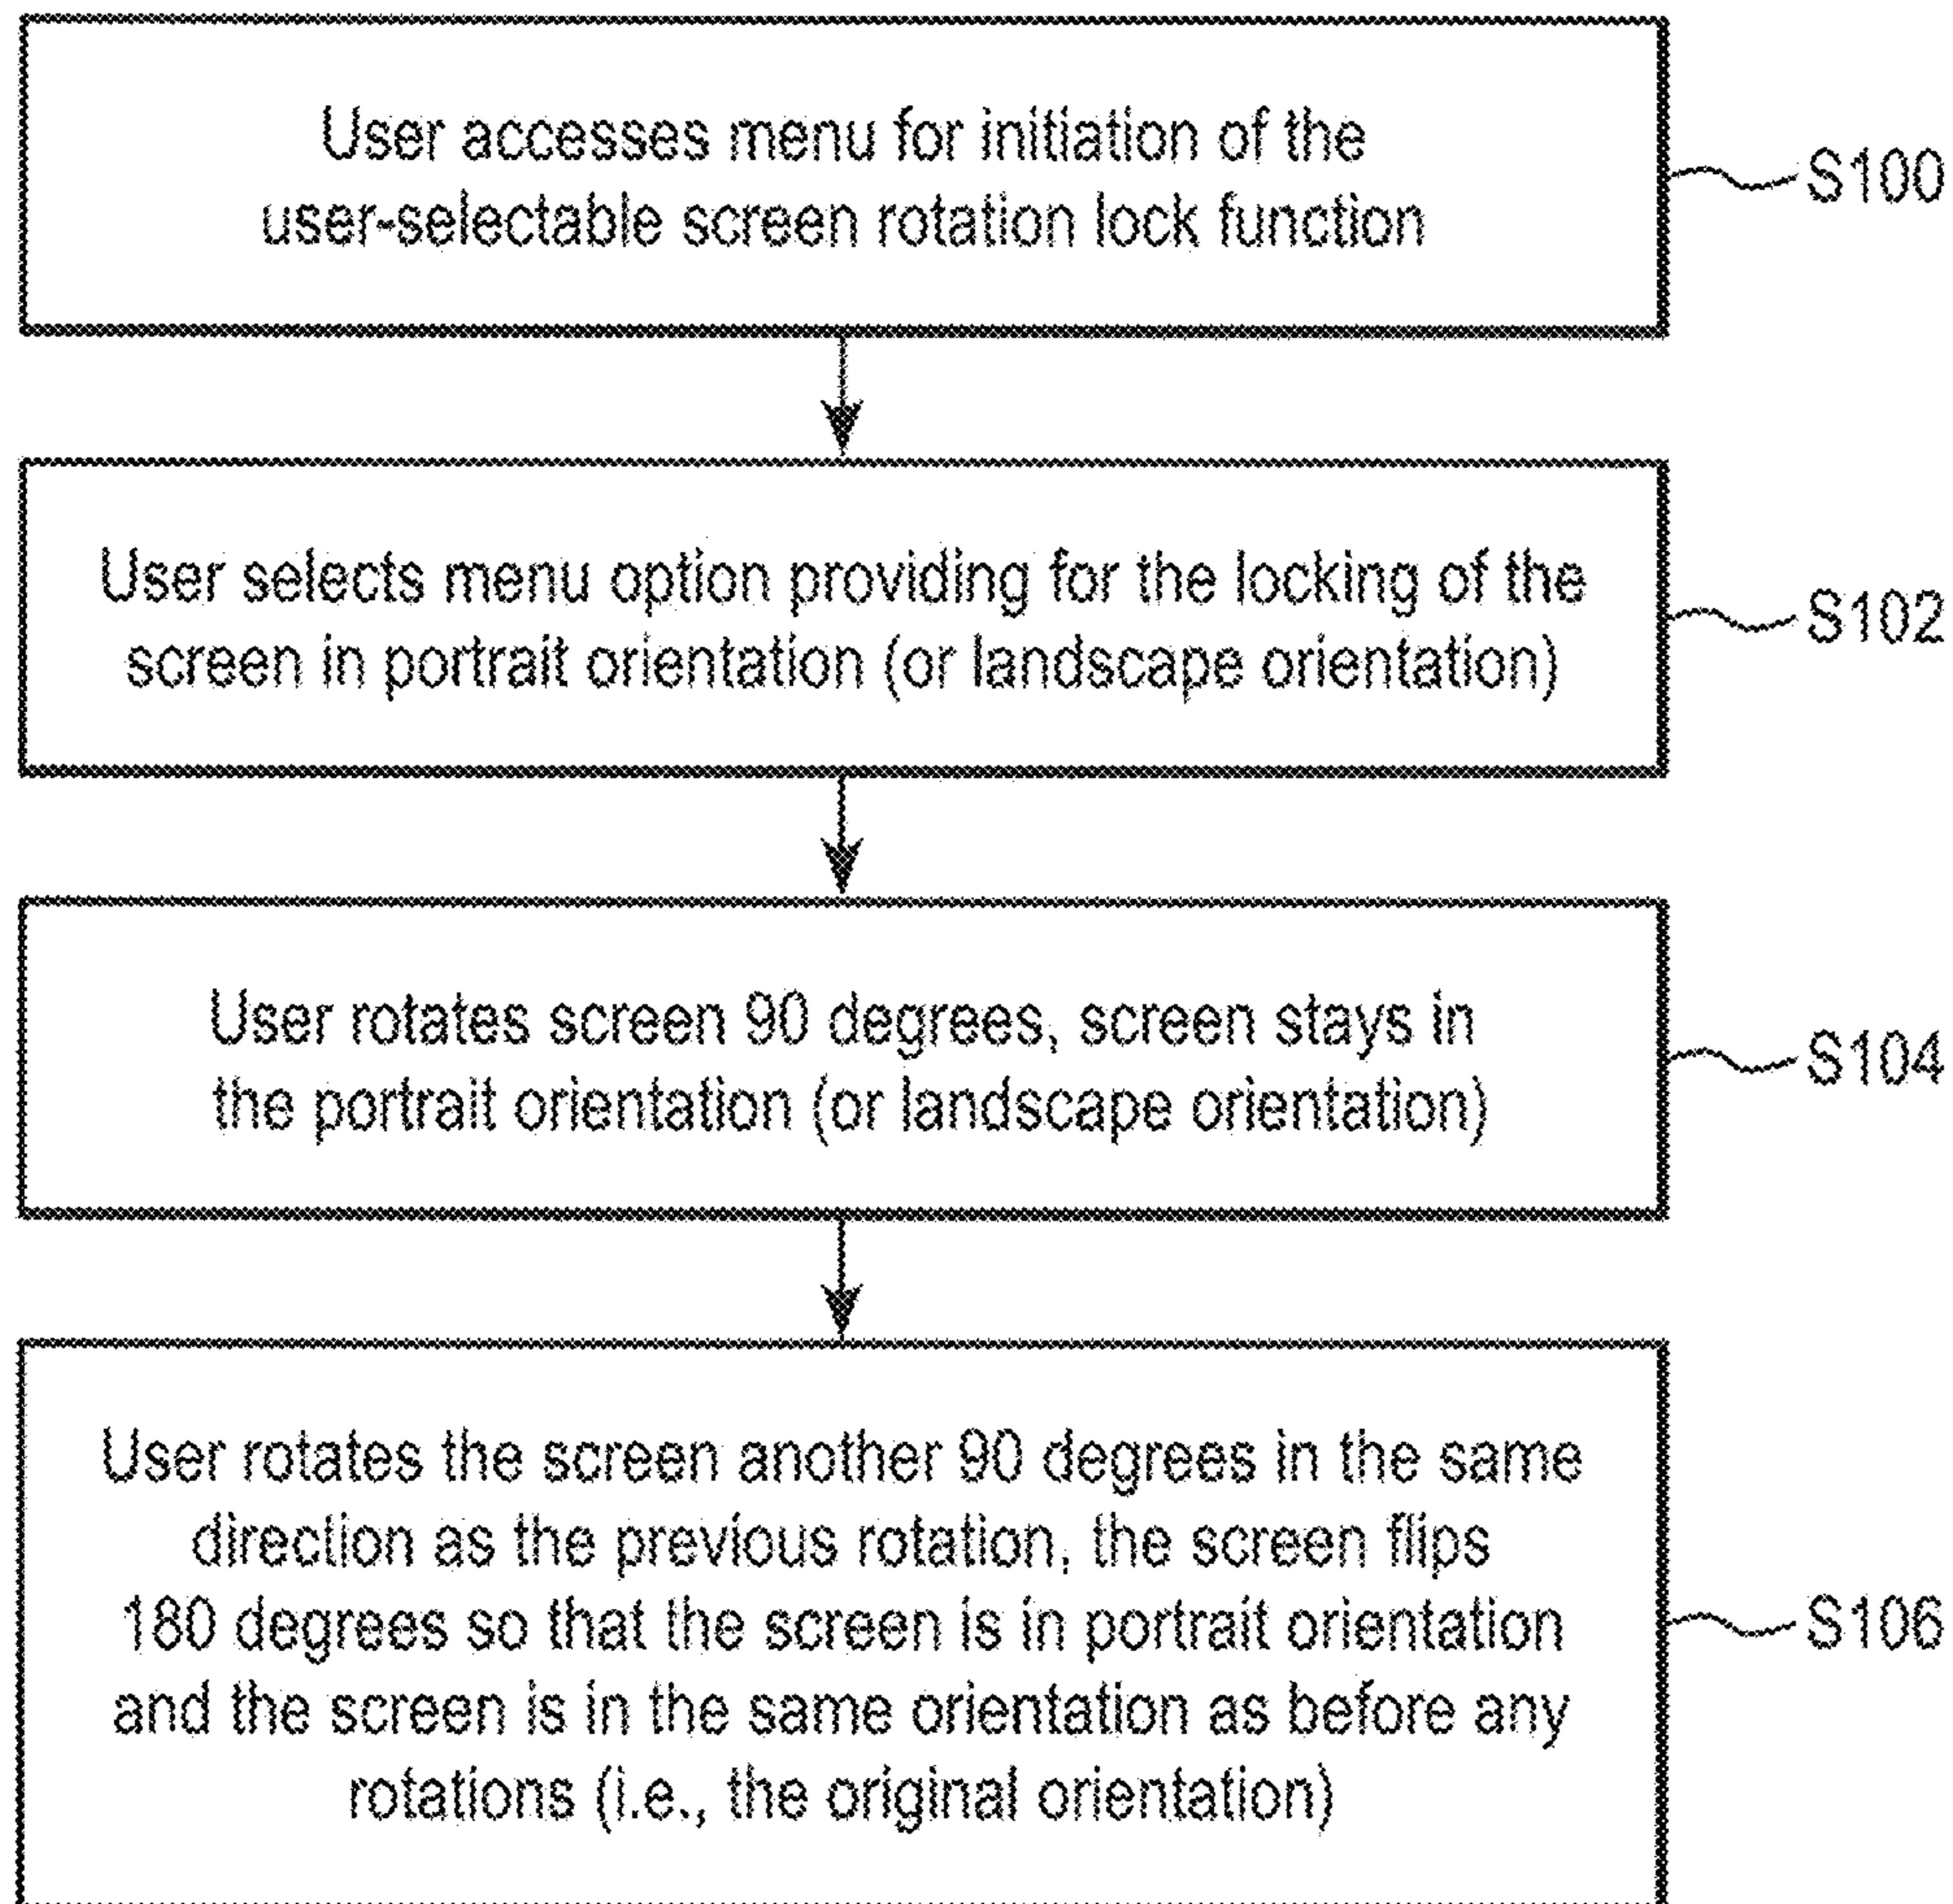 User accesses menu for initiation of the
user-selectable screen rotation lock function
S100
User selects menu option providing for the locking of the
screen in portrait orientation (or landscape orientation)
S102
User rotates screen 90 degrees, screen stays in
the portrait orientation (or landscape orientation)
S104
User rotates the screen another 90 degrees in the same
direction as the previous rotation, the screen flips
180 degrees so that the screen is in portrait orientation
and the screen is in the same orientation as before any
rotations (i.e., the original orientation)
S106